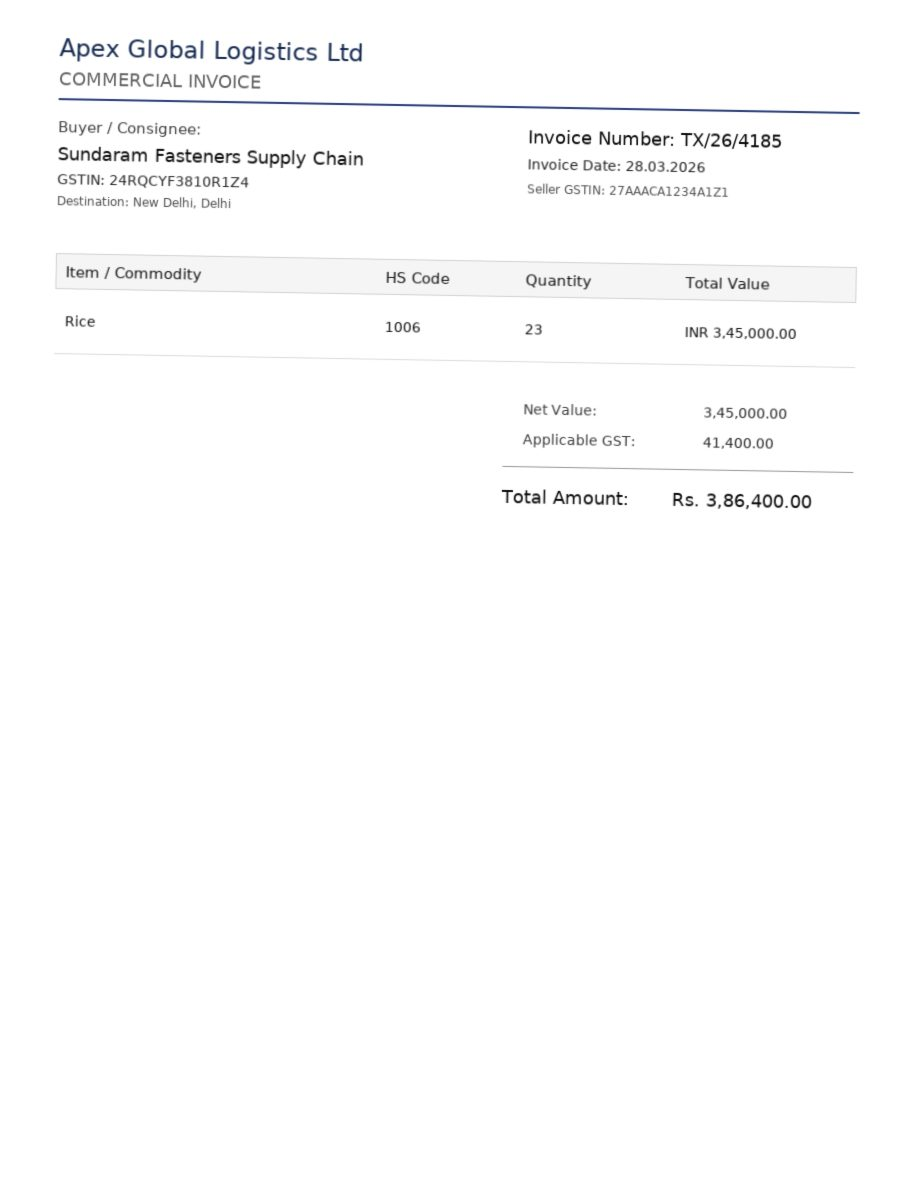 Apex Global Logistics Ltd
COMMERCIAL INVOICE
Buyer / Consignee:
Sundaram Fasteners Supply Chain
GSTIN: 24RQCYF3810R1Z4
Destination: New Delhi, Delhi
Invoice Number: TX/26/4185
Invoice Date: 28.03.2026
Seller GSTIN: 27AAACA1234A1Z1
Item / Commodity HS Code Quantity Total Value
Rice 1006 23 INR 3,45,000.00
Net Value: 3,45,000.00
Applicable GST: 41,400.00
Total Amount: Rs. 3,86,400.00